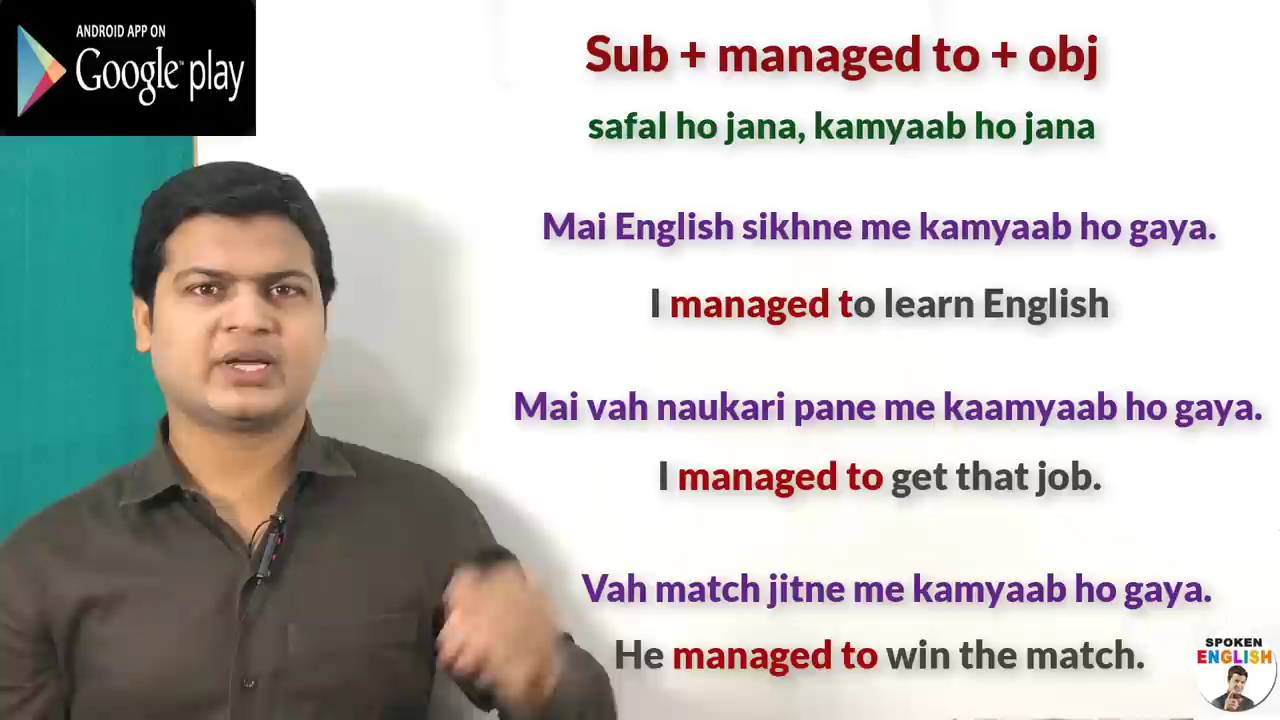 ANDROID APP ON
Google play
Sub + managed to + obj
safal ho jana, kamyaab ho jana
Mai English sikhne me kamyaab ho gaya.
I managed to learn English
Mai vah naukari pane me kaamyaab ho gaya.
I managed to get that job.
Vah match jitne me kamyaab ho gaya.
He managed to win the match.
SPOKEN
ENGLISH